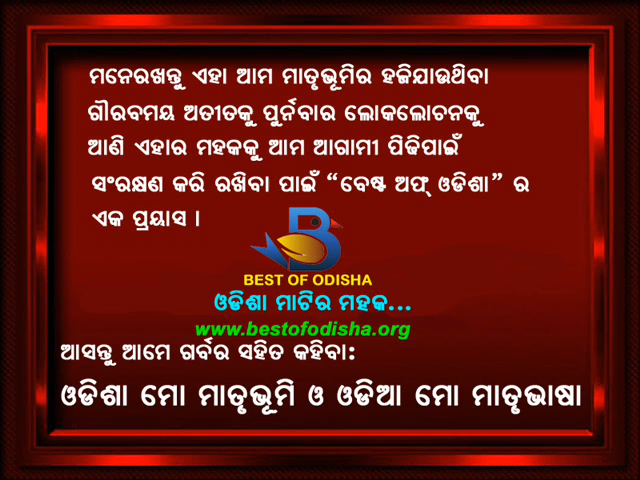 ମନେରଖନ୍ତୁ ଏହା ଆମ ମାତୃଭୂମିର ହଜିଯାଉଥିବା
ଗୌରବମୟ ଅତୀତକୁ ପୁର୍ନବାର ଲୋକଲୋଚନକୁ
ଆଣି ଏହାର ମହକକୁ ଆମ ଆଗାମୀ ପିଢିପାଇଁ
ସଂରକ୍ଷଣ କରି ରଖିବା ପାଇଁ “ବେଷ୍ଟ ଅଫ୍ ଓଡିଶା” ର
ଏକ ପ୍ରୟାସ ।
B
BEST OF ODISHA
ଓଡିଶା ମାଟିର ମହକ...
www.bestofodisha.org
ଆସନ୍ତୁ ଆମେ ଗର୍ବର ସହିତ କହିବା:
ଓଡିଶା ମୋ ମାତୃଭୂମି ଓ ଓଡିଆ ମୋ ମାତୃଭାଷା